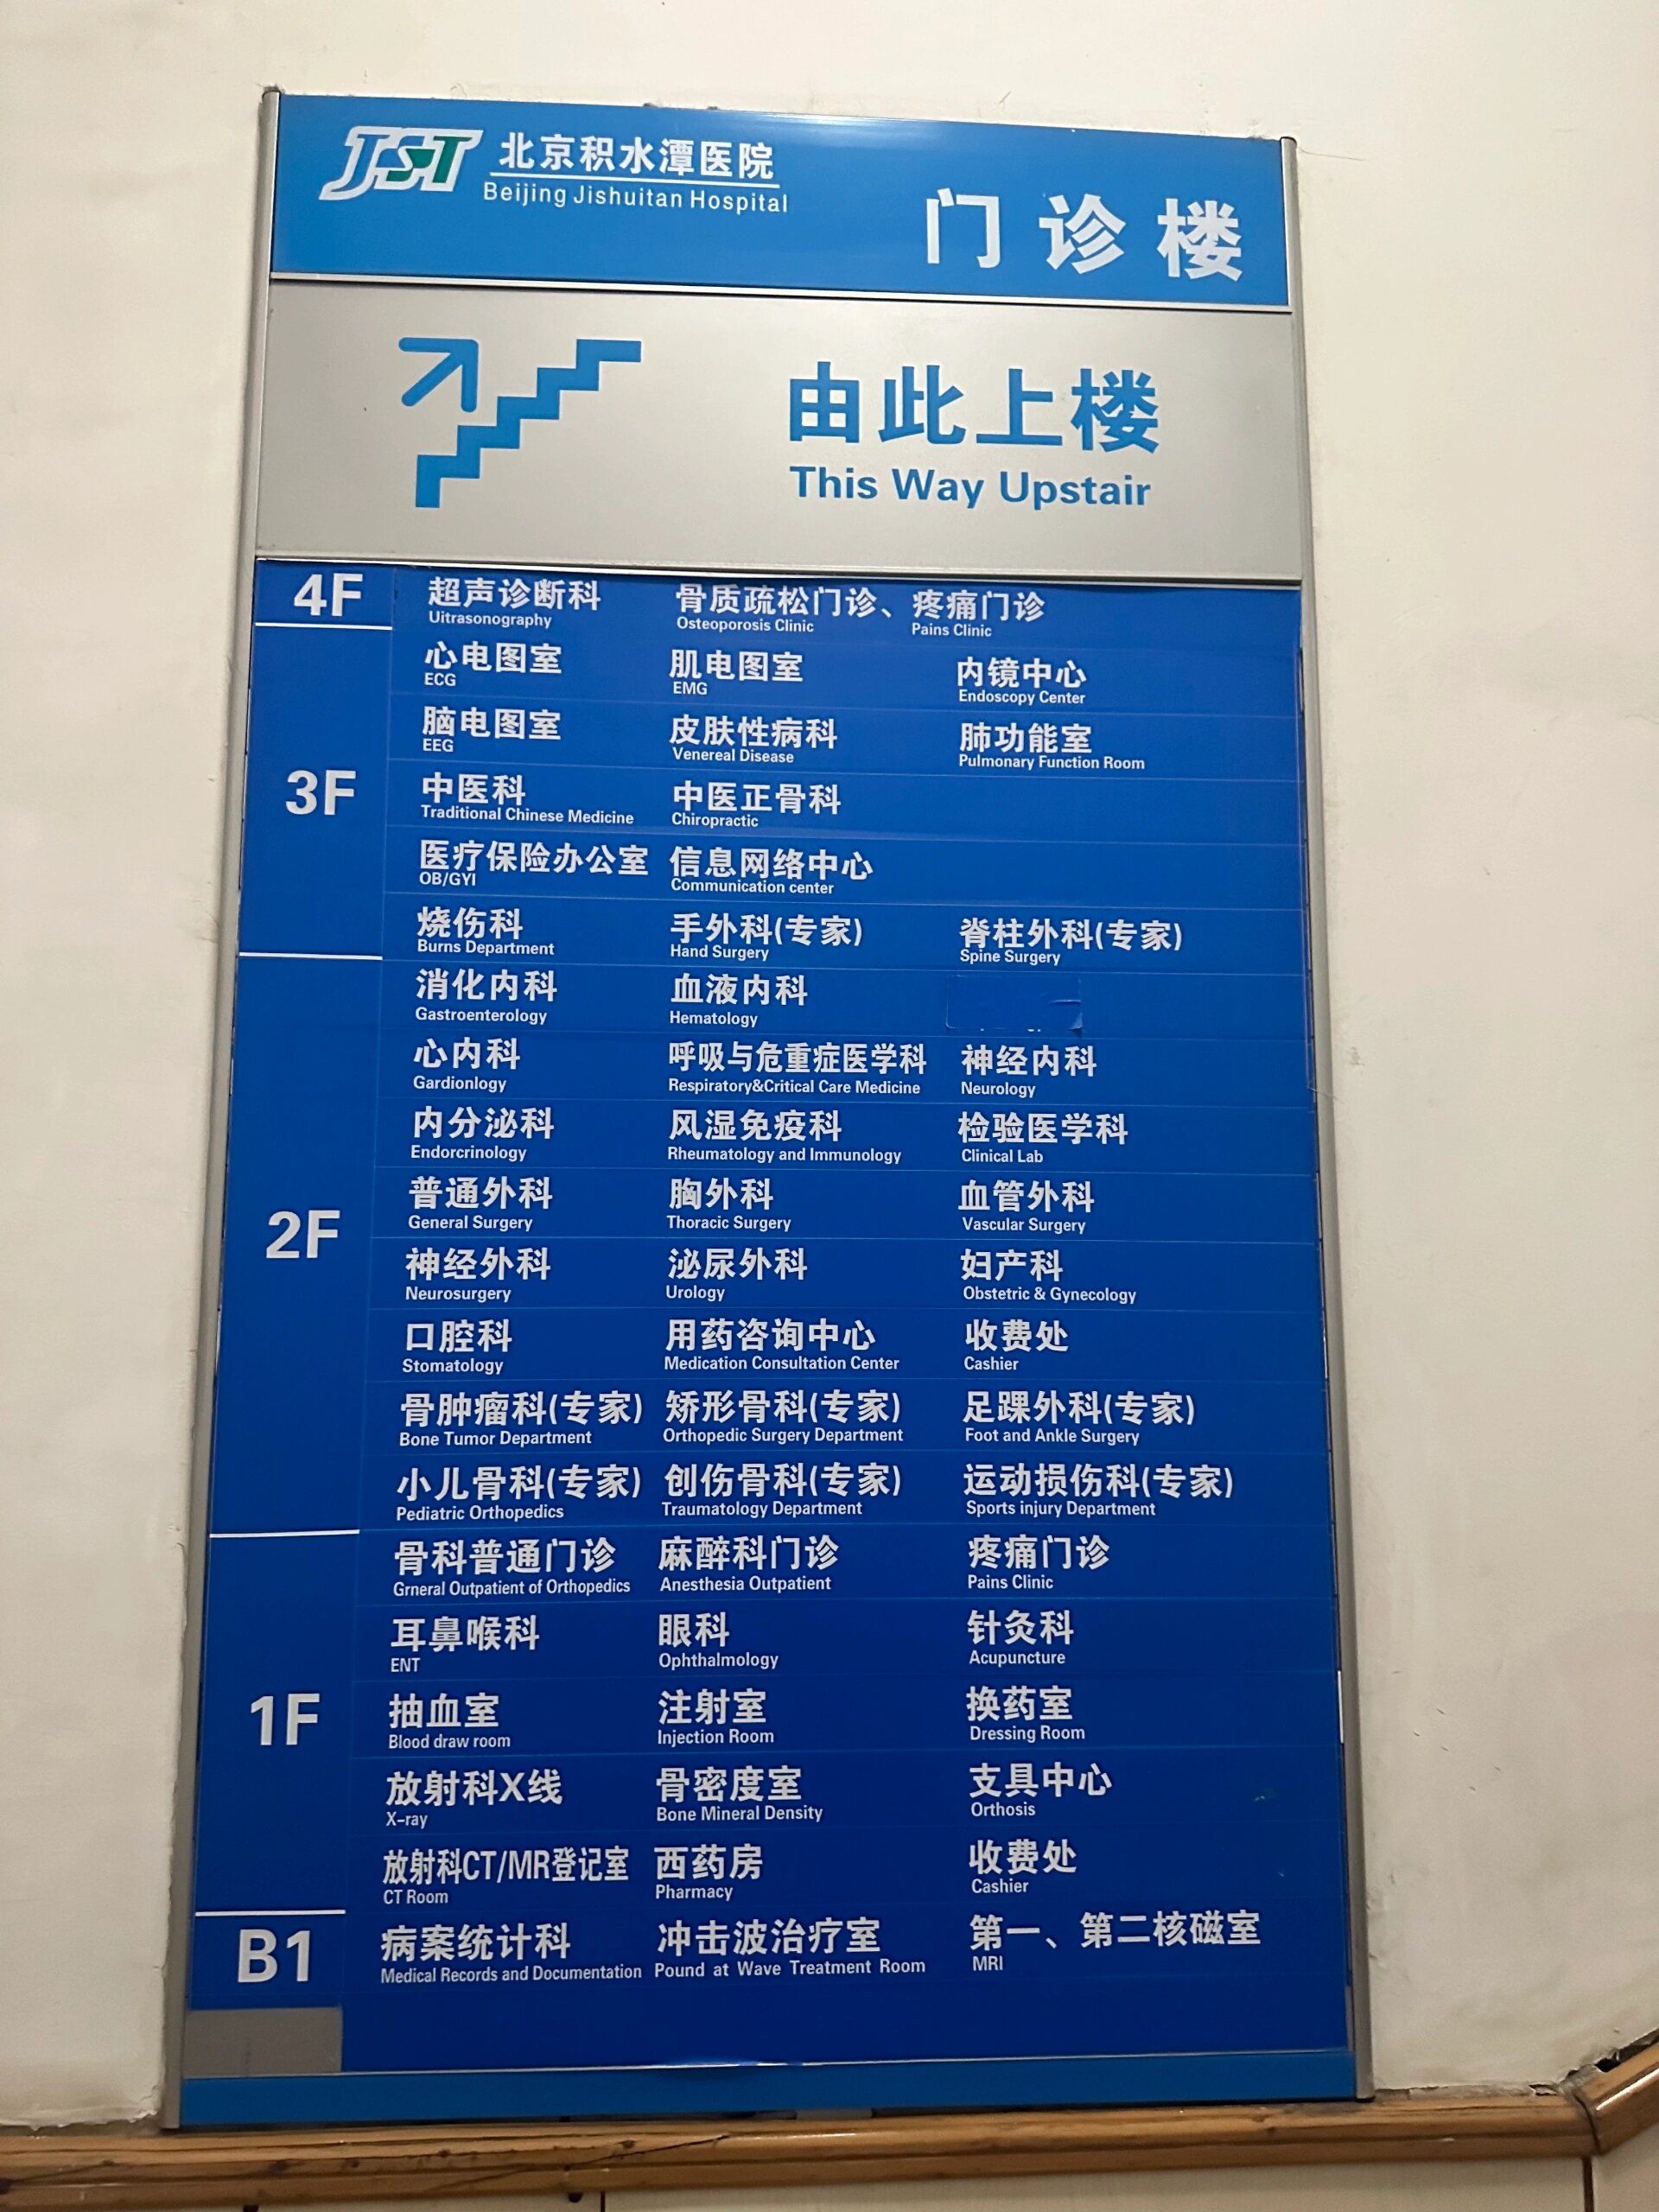 JST 北京积水潭医院
Beijing Jishuitan Hospital
门诊楼
由此上楼
This Way Upstair
4F
超声诊断科 骨质疏松门诊、疼痛门诊
Uitrasonography Osteoporosis Clinic Pains Clinic
3F
心电图室 肌电图室 内镜中心
ECG EMG Endoscopy Center
脑电图室 皮肤性病科 肺功能室
EEG Venereal Disease Pulmonary Function Room
中医科 中医正骨科
Traditional Chinese Medicine Chiropractic
医疗保险办公室 信息网络中心
OB/GYI Communication center
烧伤科 手外科(专家) 脊柱外科(专家)
Burns Department Hand Surgery Spine Surgery
2F
消化内科 血液内科
Gastroenterology Hematology
心内科 呼吸与危重症医学科 神经内科
Gardionlogy Respiratory&Critical Care Medicine Neurology
内分泌科 风湿免疫科 检验医学科
Endorcrinology Rheumatology and Immunology Clinical Lab
普通外科 胸外科 血管外科
General Surgery Thoracic Surgery Vascular Surgery
神经外科 泌尿外科 妇产科
Neurosurgery Urology Obstetric & Gynecology
口腔科 用药咨询中心 收费处
Stomatology Medication Consultation Center Cashier
骨肿瘤科(专家) 矫形骨科(专家) 足踝外科(专家)
Bone Tumor Department Orthopedic Surgery Department Foot and Ankle Surgery
小儿骨科(专家) 创伤骨科(专家) 运动损伤科(专家)
Pediatric Orthopedics Traumatology Department Sports injury Department
1F
骨科普通门诊 麻醉科门诊 疼痛门诊
Grneral Outpatient of Orthopedics Anesthesia Outpatient Pains Clinic
耳鼻喉科 眼科 针灸科
ENT Ophthalmology Acupuncture
抽血室 注射室 换药室
Blood draw room Injection Room Dressing Room
放射科X线 骨密度室 支具中心
X-ray Bone Mineral Density Orthosis
放射科CT/MR登记室 西药房 收费处
CT Room Pharmacy Cashier
B1
病案统计科 冲击波治疗室 第一、第二核磁室
Medical Records and Documentation Pound at Wave Treatment Room MRI